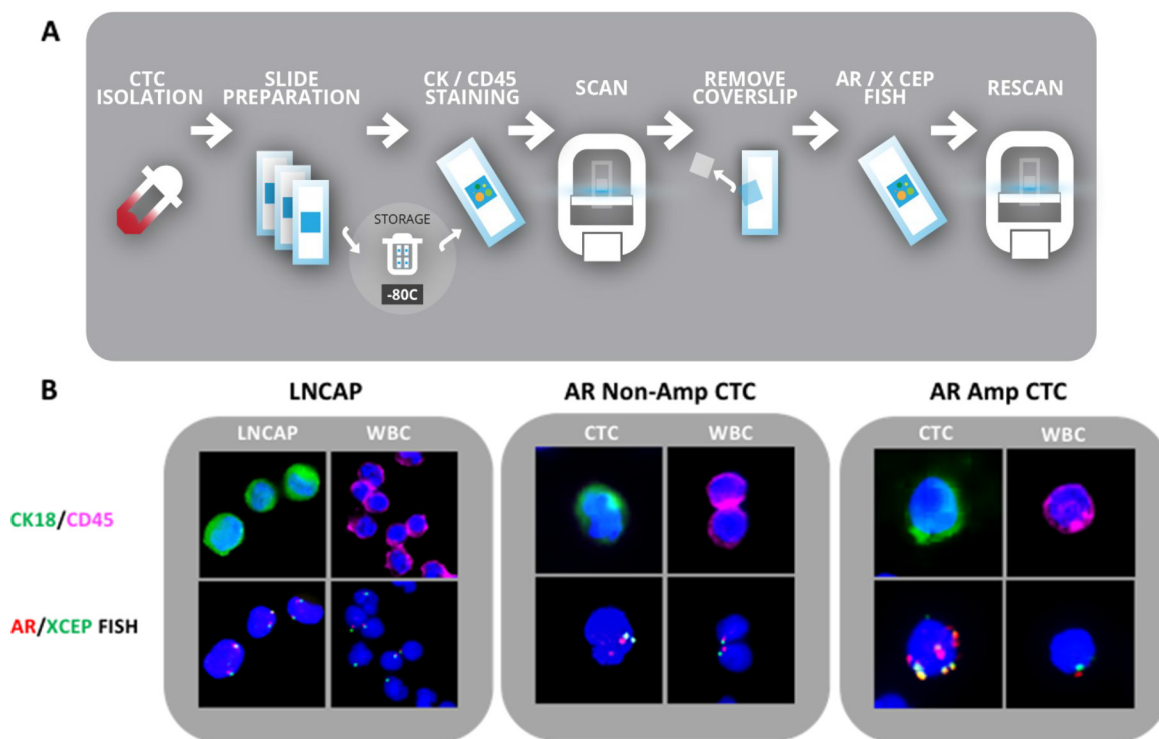 A
CTC
ISOLATION
SLIDE
PREPARATION
CK / CD45
STAINING
SCAN
REMOVE
COVERSLIP
AR / X CEP
FISH
RESCAN
STORAGE
-80C
B
LNCAP
AR Non-Amp CTC
AR Amp CTC
LNCAP WBC
CTC WBC
CTC WBC
CK18/CD45
AR/XCEP FISH